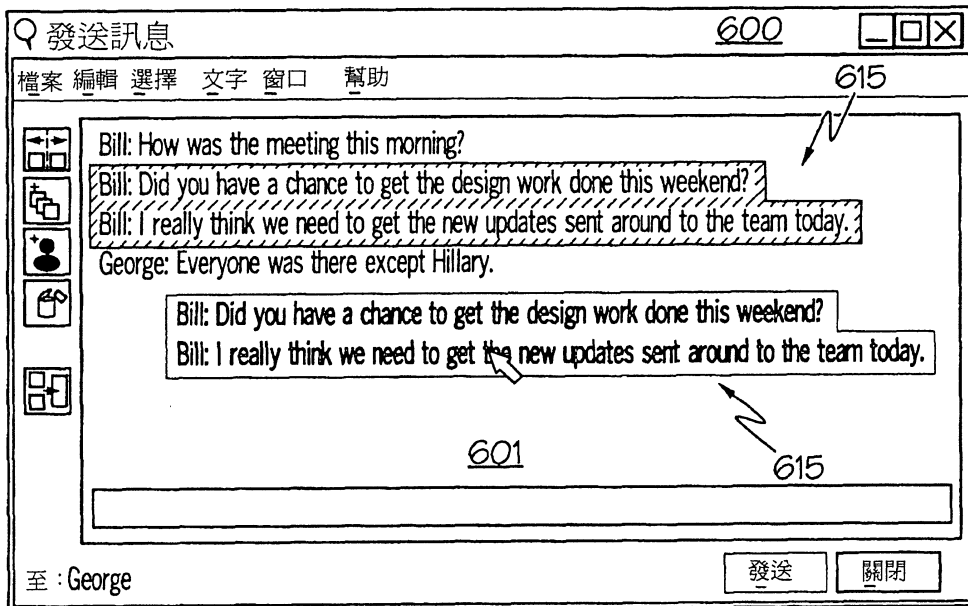 發送訊息 600
檔案 編輯 選擇 文字 窗口 幫助
615
Bill: How was the meeting this morning?
Bill: Did you have a chance to get the design work done this weekend?
Bill: I really think we need to get the new updates sent around to the team today.
George: Everyone was there except Hillary.
Bill: Did you have a chance to get the design work done this weekend?
Bill: I really think we need to get the new updates sent around to the team today.
601
615
至：George 發送 關閉